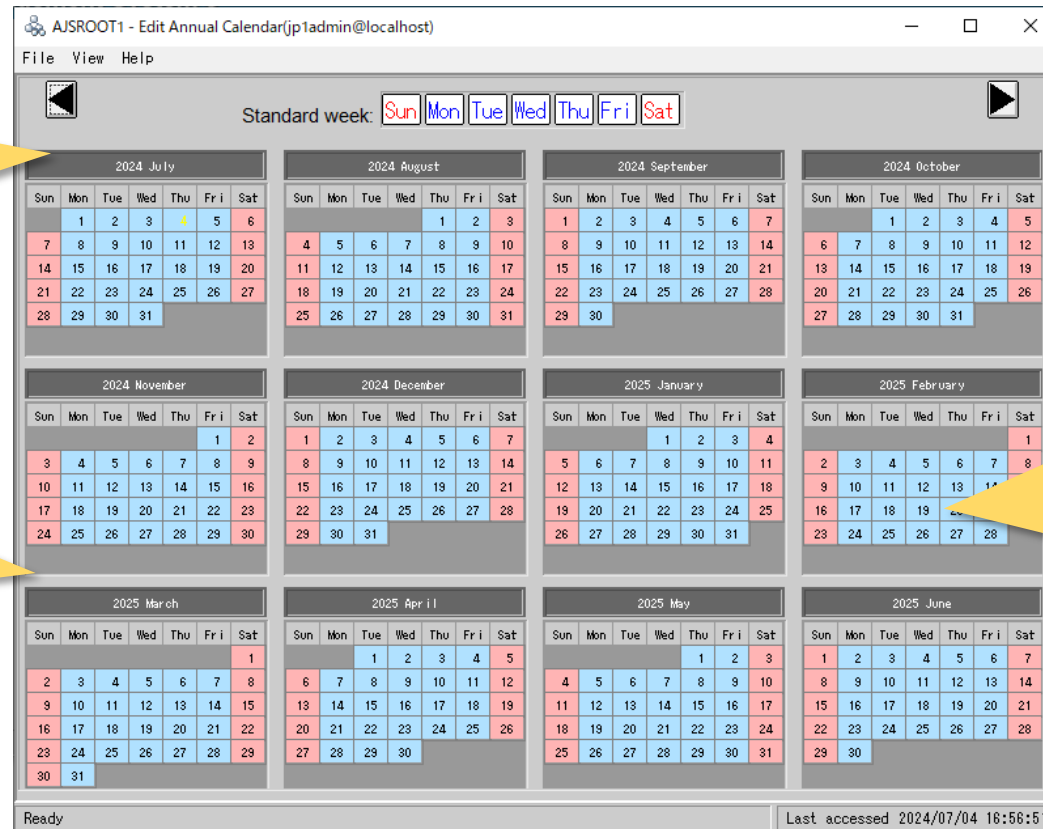 AJSROOT1 - Edit Annual Calendar(jp1admin@localhost)
File View Help
Standard week: Sun Mon Tue Wed Thu Fri Sat
2024 July 2024 August 2024 September 2024 October
Sun Mon Tue Wed Thu Fri Sat Sun Mon Tue Wed Thu Fri Sat Sun Mon Tue Wed Thu Fri Sat Sun Mon Tue Wed Thu Fri Sat
1 2 3 4 5 6 1 2 3 1 2 3 4 5 6 7 1 2 3 4 5
7 8 9 10 11 12 13 4 5 6 7 8 9 10 8 9 10 11 12 13 14 6 7 8 9 10 11 12
14 15 16 17 18 19 20 11 12 13 14 15 16 17 15 16 17 18 19 20 21 13 14 15 16 17 18 19
21 22 23 24 25 26 27 18 19 20 21 22 23 24 22 23 24 25 26 27 28 20 21 22 23 24 25 26
28 29 30 31 25 26 27 28 29 30 31 29 30 27 28 29 30 31
2024 November 2024 December 2025 January 2025 February
Sun Mon Tue Wed Thu Fri Sat Sun Mon Tue Wed Thu Fri Sat Sun Mon Tue Wed Thu Fri Sat Sun Mon Tue Wed Thu Fri Sat
1 2 1 2 3 4 5 6 7 1 2 3 4 1
3 4 5 6 7 8 9 8 9 10 11 12 13 14 5 6 7 8 9 10 11 2 3 4 5 6 7 8
10 11 12 13 14 15 16 15 16 17 18 19 20 21 12 13 14 15 16 17 18 9 10 11 12 13
17 18 19 20 21 22 23 22 23 24 25 26 27 28 19 20 21 22 23 24 25 16 17 18 19
24 25 26 27 28 29 30 29 30 31 26 27 28 29 30 31 23 24 25 26 27 28
2025 March 2025 April 2025 May 2025 June
Sun Mon Tue Wed Thu Fri Sat Sun Mon Tue Wed Thu Fri Sat Sun Mon Tue Wed Thu Fri Sat Sun Mon Tue Wed Thu Fri Sat
1 1 2 3 4 5 1 2 3 1 2 3 4 5 6 7
2 3 4 5 6 7 8 6 7 8 9 10 11 12 4 5 6 7 8 9 10 8 9 10 11 12 13 14
9 10 11 12 13 14 15 13 14 15 16 17 18 19 11 12 13 14 15 16 17 15 16 17 18 19 20 21
16 17 18 19 20 21 22 20 21 22 23 24 25 26 18 19 20 21 22 23 24 22 23 24 25 26 27 28
23 24 25 26 27 28 29 27 28 29 30 25 26 27 28 29 30 31 29 30
30 31
Ready Last accessed 2024/07/04 16:56:5